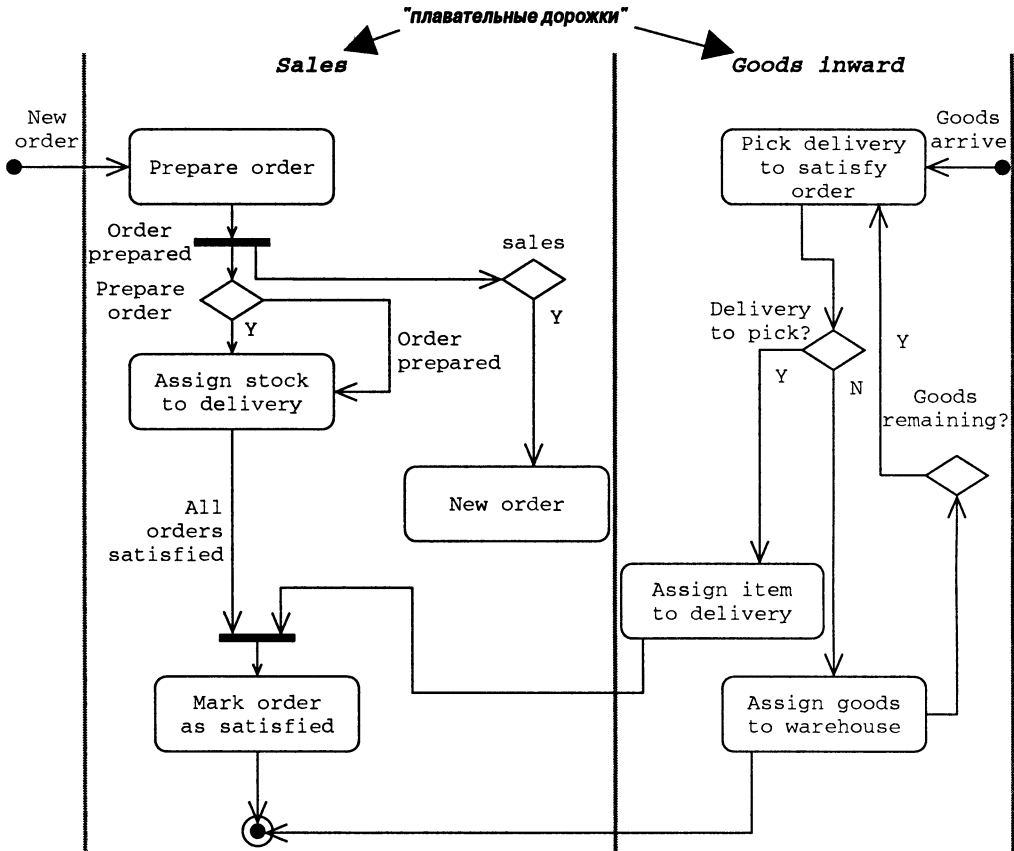 "плавательные дорожки"
Sales
Goods inward
New
order
Prepare order
Pick delivery
to satisfy
order
Goods
arrive
Order
prepared
sales
Prepare
order
Y
Y
Order
prepared
Delivery
to pick?
Y
N
Y
Goods
remaining?
Assign stock
to delivery
New order
All
orders
satisfied
Assign item
to delivery
Mark order
as satisfied
Assign goods
to warehouse